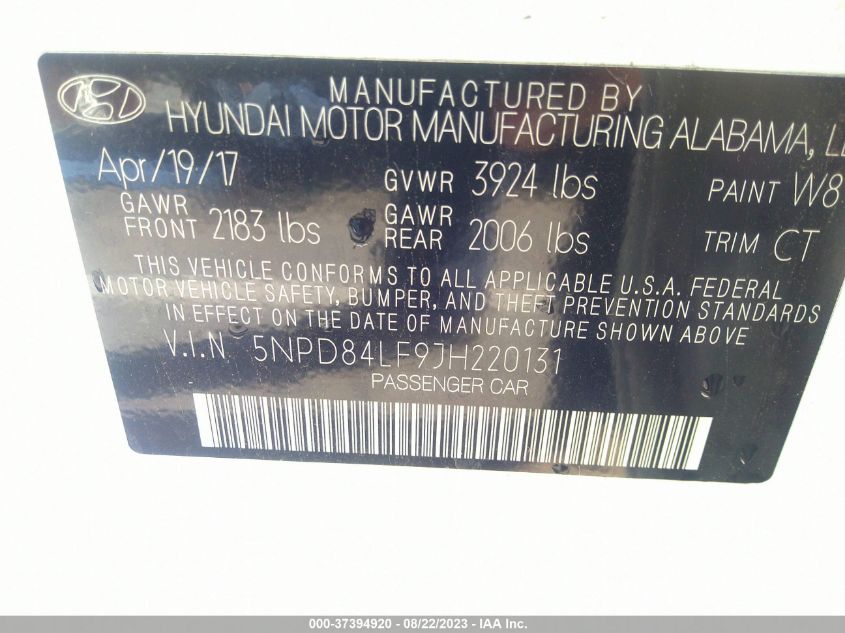 MANUFACTURED BY
HYUNDAI MOTOR MANUFACTURING ALABAMA,
Apr/19/17 GVWR 3924 lbs PAINT W8
GAWR FRONT 2183 lbs GAWR REAR 2006 lbs TRIM CT
THIS VEHICLE CONFORMS TO ALL APPLICABLE U.S.A. FEDERAL
MOTOR VEHICLE SAFETY, BUMPER, AND THEFT PREVENTION STANDARDS
IN EFFECT ON THE DATE OF MANUFACTURE SHOWN ABOVE
V.I.N 5NPD84LF9JH220131
PASSENGER CAR
000-37394920 - 08/22/2023 - IAA Inc.